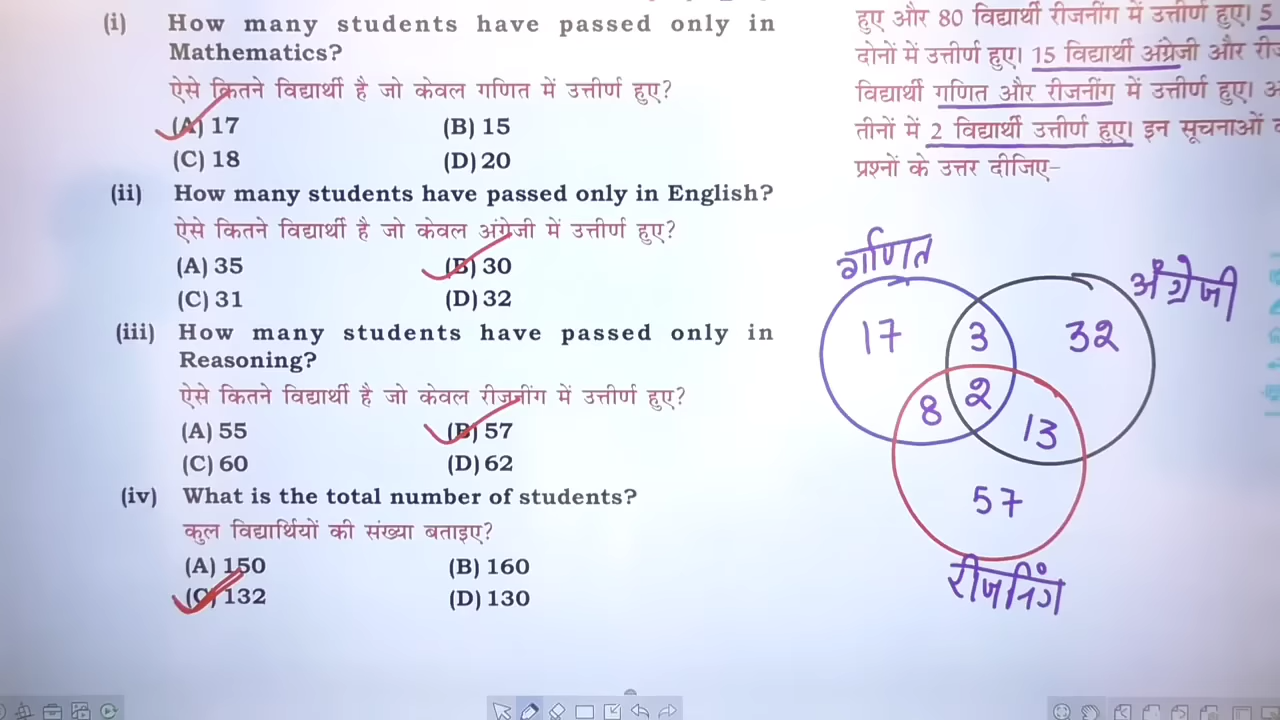 (i) How many students have passed only in
Mathematics?
ऐसे कितने विद्यार्थी है जो केवल गणित में उत्तीर्ण हुए?
(A) 17 (B) 15
(C) 18 (D) 20
(ii) How many students have passed only in English?
ऐसे कितने विद्यार्थी है जो केवल अंग्रेजी में उत्तीर्ण हुए?
(A) 35 (B) 30
(C) 31 (D) 32
(iii) How many students have passed only in
Reasoning?
ऐसे कितने विद्यार्थी है जो केवल रीजनींग में उत्तीर्ण हुए?
(A) 55 (B) 57
(C) 60 (D) 62
(iv) What is the total number of students?
कुल विद्यार्थियों की संख्या बताइए?
(A) 150 (B) 160
(C) 132 (D) 130
हुए और 80 विद्यार्थी रीजनींग में उत्तीर्ण हुए। 5
दोनों में उत्तीर्ण हुए। 15 विद्यार्थी अंग्रेजी और
विद्यार्थी गणित और रीजनींग में उत्तीर्ण हुए।
तीनों में 2 विद्यार्थी उत्तीर्ण हुए। इन सूचनाओं
प्रश्नों के उत्तर दीजिए-
गणित
अंग्रेजी
17 3 32
8 2 13
57
रीजनिंग